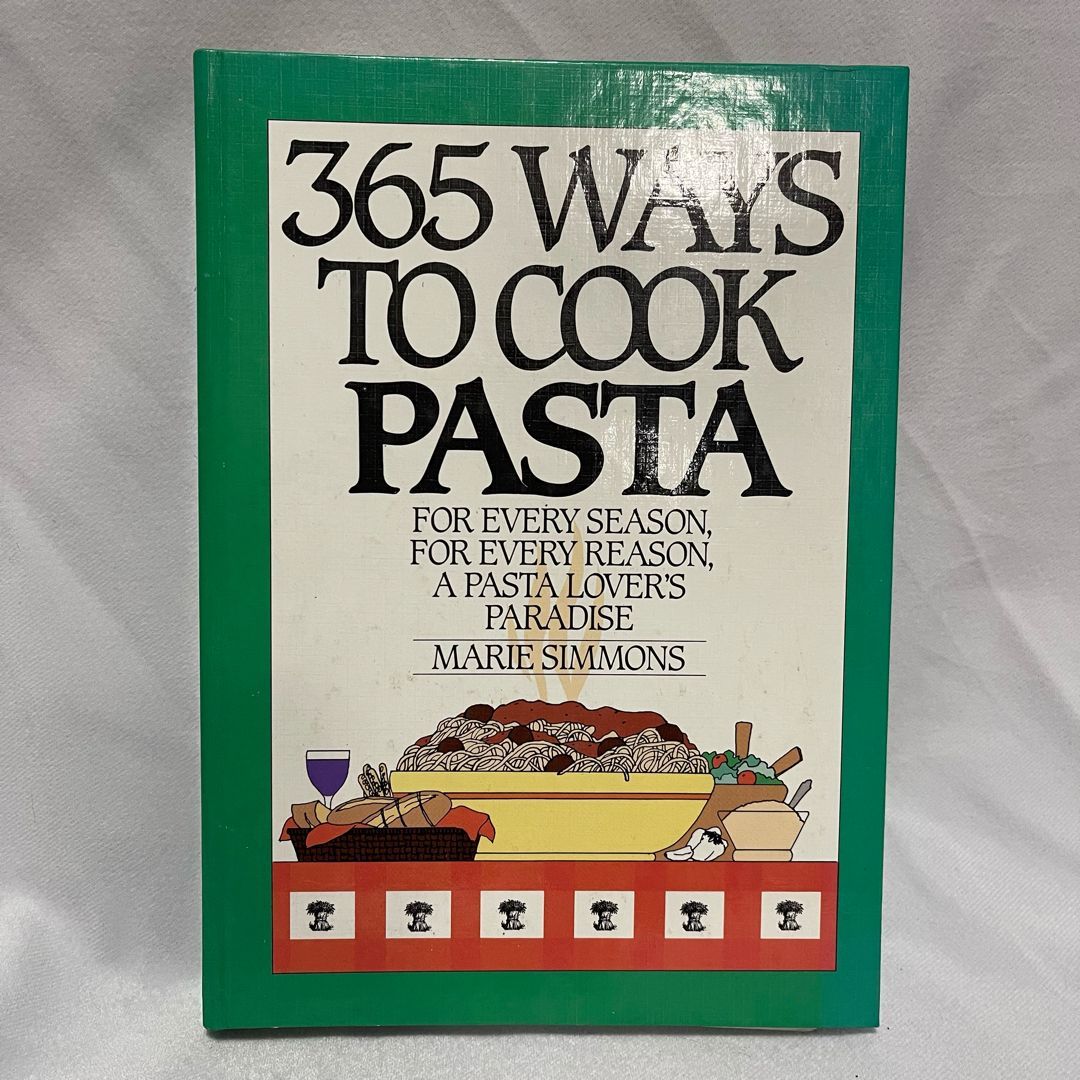 365 WAYS
TO COOK
PASTA
FOR EVERY SEASON,
FOR EVERY REASON,
A PASTA LOVER'S
PARADISE
MARIE SIMMONS